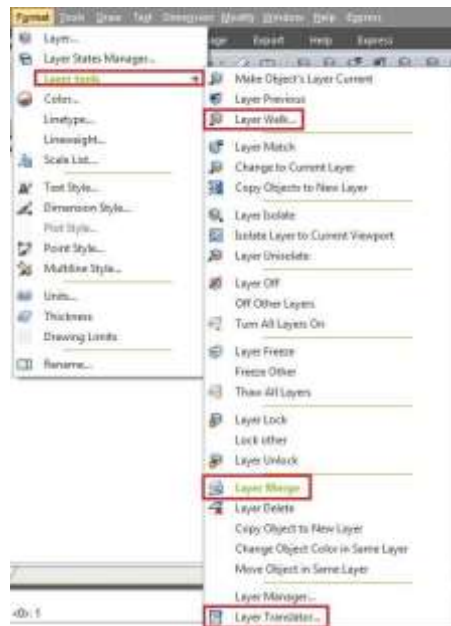 Format Tools Draw Text Dimension Modify Window Help Express
Export Help Express
Layer...
Layer States Manager...
Layer tools
Color...
Linetype...
Lineweight...
Scale List...
Text Style...
Dimension Style...
Plot Style...
Point Style...
Multiline Style...
Units...
Thickness
Drawing Limits
Rename...
Make Object's Layer Current
Layer Previous
Layer Walk...
Layer Match
Change to Current Layer
Copy Objects to New Layer
Layer Isolate
Isolate Layer to Current Viewport
Layer Unisolate
Layer Off
Off Other Layers
Turn All Layers On
Layer Freeze
Freeze Other
Thaw All Layers
Layer Lock
Lock other
Layer Unlock
Layer Merge
Layer Delete
Copy Object to New Layer
Change Object Color in Same Layer
Move Object in Same Layer
Layer Manager...
Layer Translator...
<0>: 1